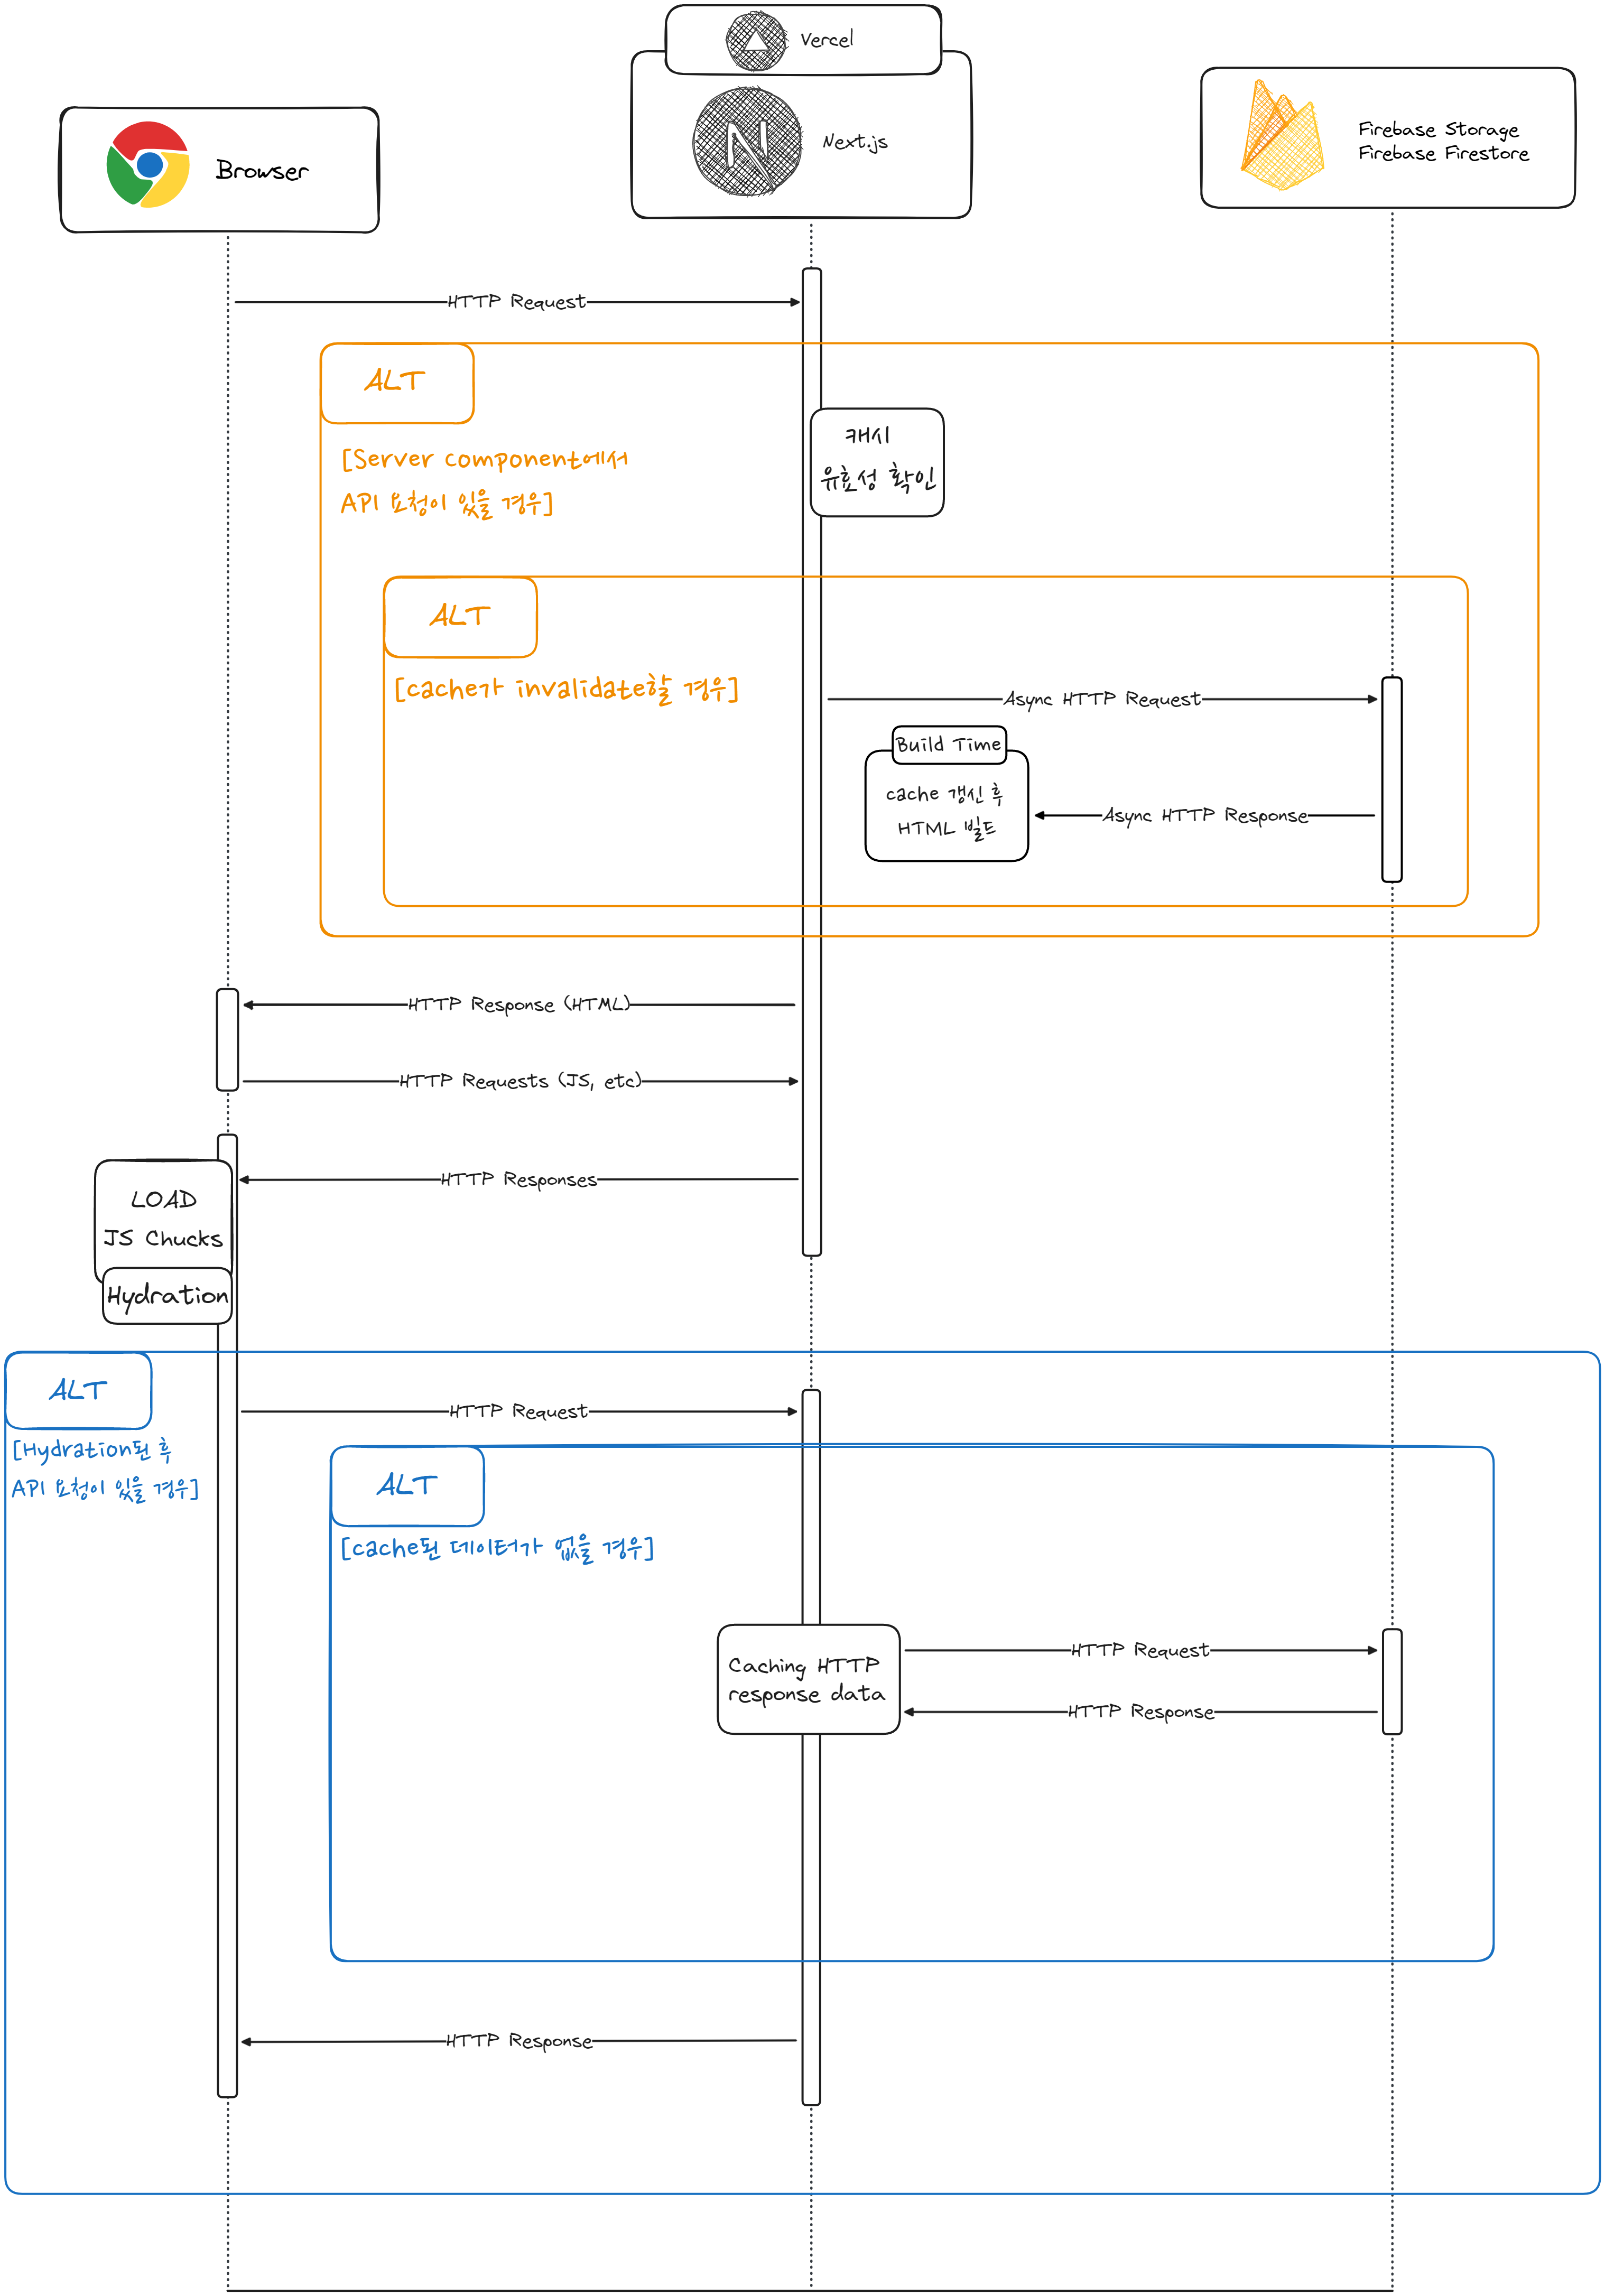 Vercel
Next.js
Browser
Firebase Storage
Firebase Firestore
HTTP Request
ALT
[Server component에서
API 요청이 있을 경우]
캐시
유효성 확인
ALT
[cache가 invalidate할 경우]
Async HTTP Request
Build Time
cache 갱신 후
HTML 빌드
Async HTTP Response
HTTP Response (HTML)
HTTP Requests (JS, etc)
HTTP Responses
LOAD
JS Chucks
Hydration
ALT
[Hydration된 후
API 요청이 있을 경우]
HTTP Request
ALT
[cache된 데이터가 없을 경우]
Caching HTTP
response data
HTTP Request
HTTP Response
HTTP Response